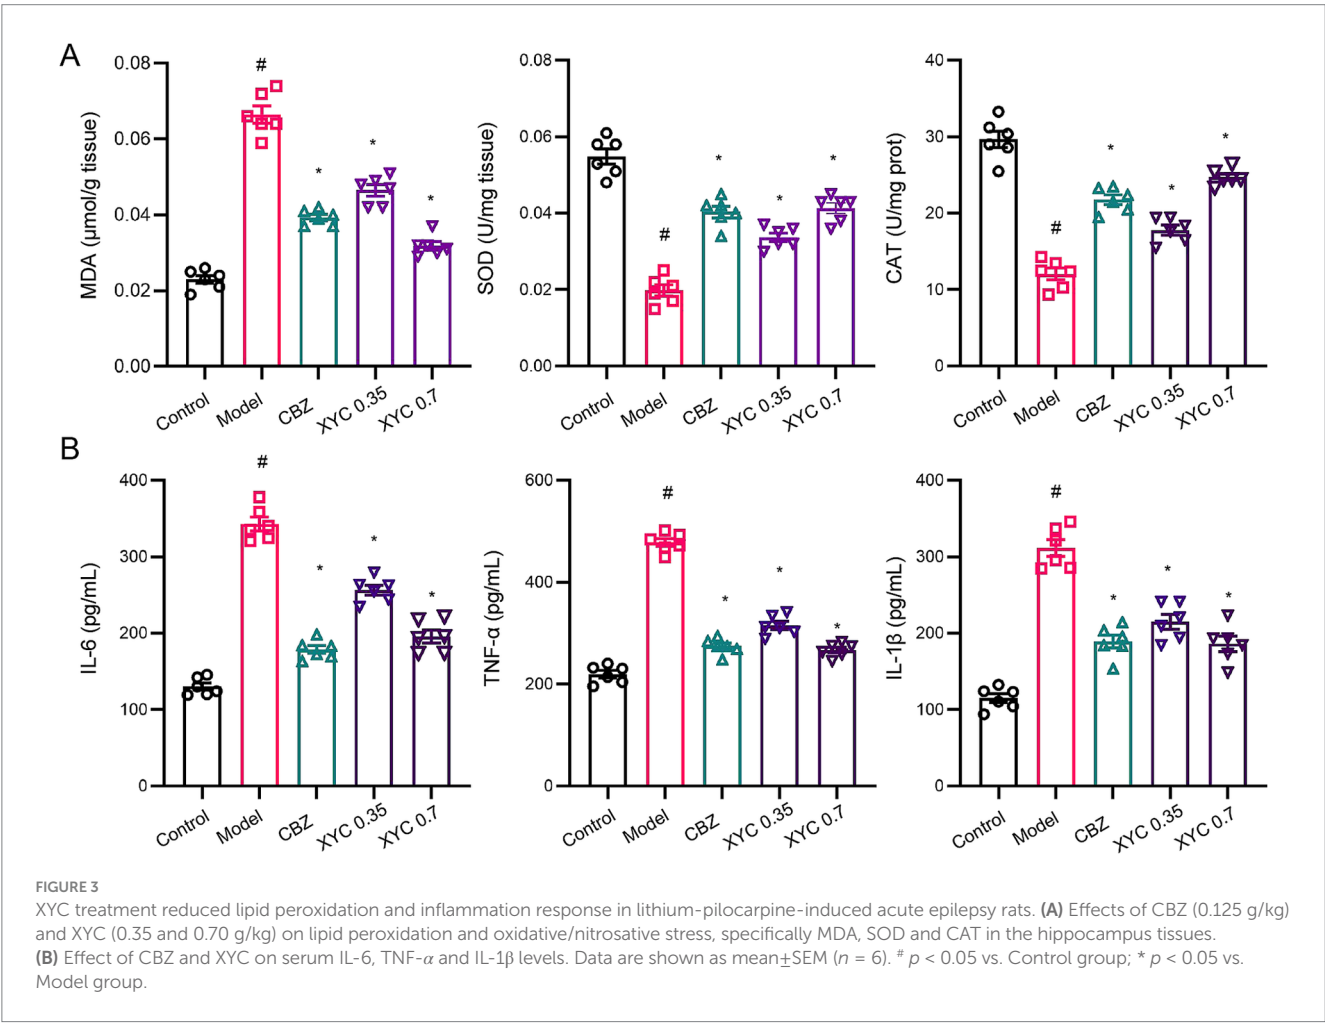 A
MDA (μmol/g tissue)
0.08
0.06
0.04
0.02
0.00
#
*
*
*
Control
Model
CBZ
XYC 0.35
XYC 0.7
SOD (U/mg tissue)
0.08
0.06
0.04
0.02
0.00
#
*
*
*
Control
Model
CBZ
XYC 0.35
XYC 0.7
CAT (U/mg prot)
40
30
20
10
0
#
*
*
*
Control
Model
CBZ
XYC 0.35
XYC 0.7
B
IL-6 (pg/mL)
400
300
200
100
0
#
*
*
*
Control
Model
CBZ
XYC 0.35
XYC 0.7
TNF-α (pg/mL)
600
400
200
0
#
*
*
*
Control
Model
CBZ
XYC 0.35
XYC 0.7
IL-1β (pg/mL)
400
300
200
100
0
#
*
*
*
Control
Model
CBZ
XYC 0.35
XYC 0.7
FIGURE 3
XYC treatment reduced lipid peroxidation and inflammation response in lithium-pilocarpine-induced acute epilepsy rats. (A) Effects of CBZ (0.125 g/kg)
and XYC (0.35 and 0.70 g/kg) on lipid peroxidation and oxidative/nitrosative stress, specifically MDA, SOD and CAT in the hippocampus tissues.
(B) Effect of CBZ and XYC on serum IL-6, TNF-α and IL-1β levels. Data are shown as mean±SEM (n = 6). # p < 0.05 vs. Control group; * p < 0.05 vs.
Model group.